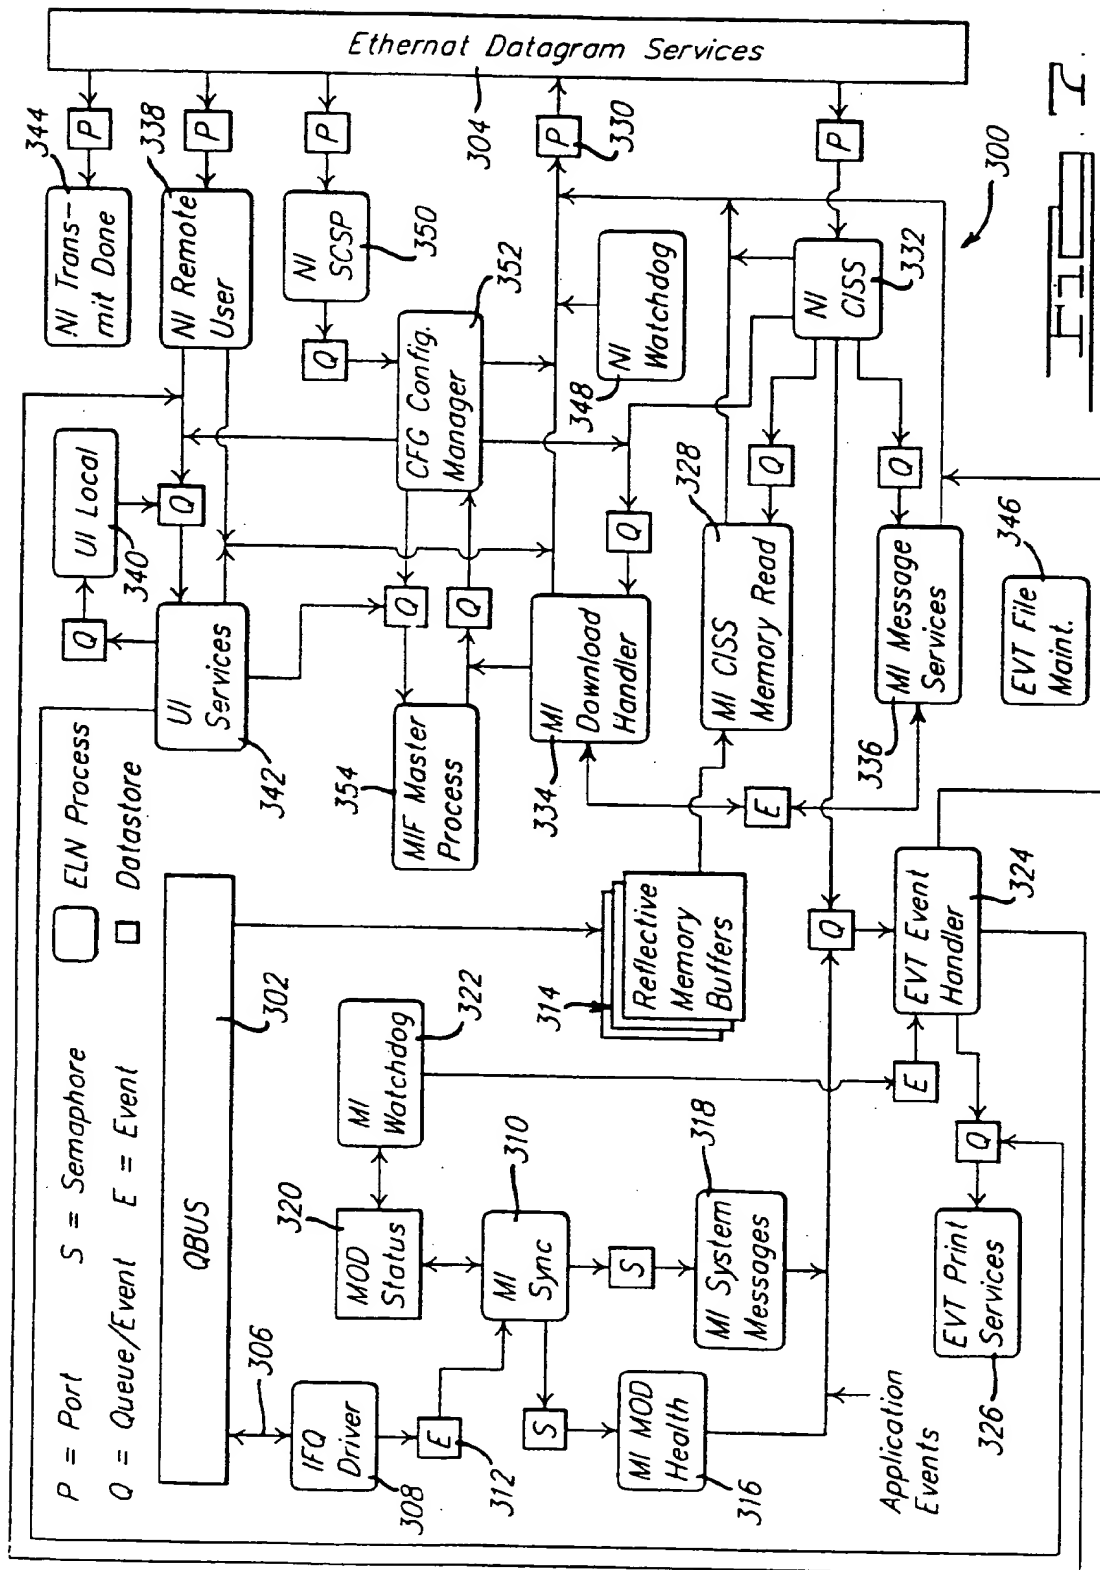 P = Port
S = Semaphore
Q = Queue/Event
E = Event
ELN Process
Datastore
QBUS
302
306
IFQ
Driver
308
E
312
MOD
Status
320
MI
Watchdog
322
MI
Sync
310
S
S
MI MOD
Health
316
MI System
Messages
318
Application
Events
Reflective
Memory
Buffers
314
E
Q
EVT Event
Handler
324
Q
EVT Print
Services
326
UI
Services
342
Q
UI Local
340
Q
NI Trans-
mit Done
344
P
NI Remote
User
338
P
NI
SCSP
350
P
Q
CFG Config.
Manager
352
Q
Q
MIF Master
Process
354
MI
Download
Handler
334
Q
E
NI
Watchdog
348
MI CISS
Memory Read
328
Q
NI
CISS
332
P
Q
MI Message
Services
336
EVT File
Maint.
346
P
330
Ethernat Datagram Services
304
300
Fig. 7.